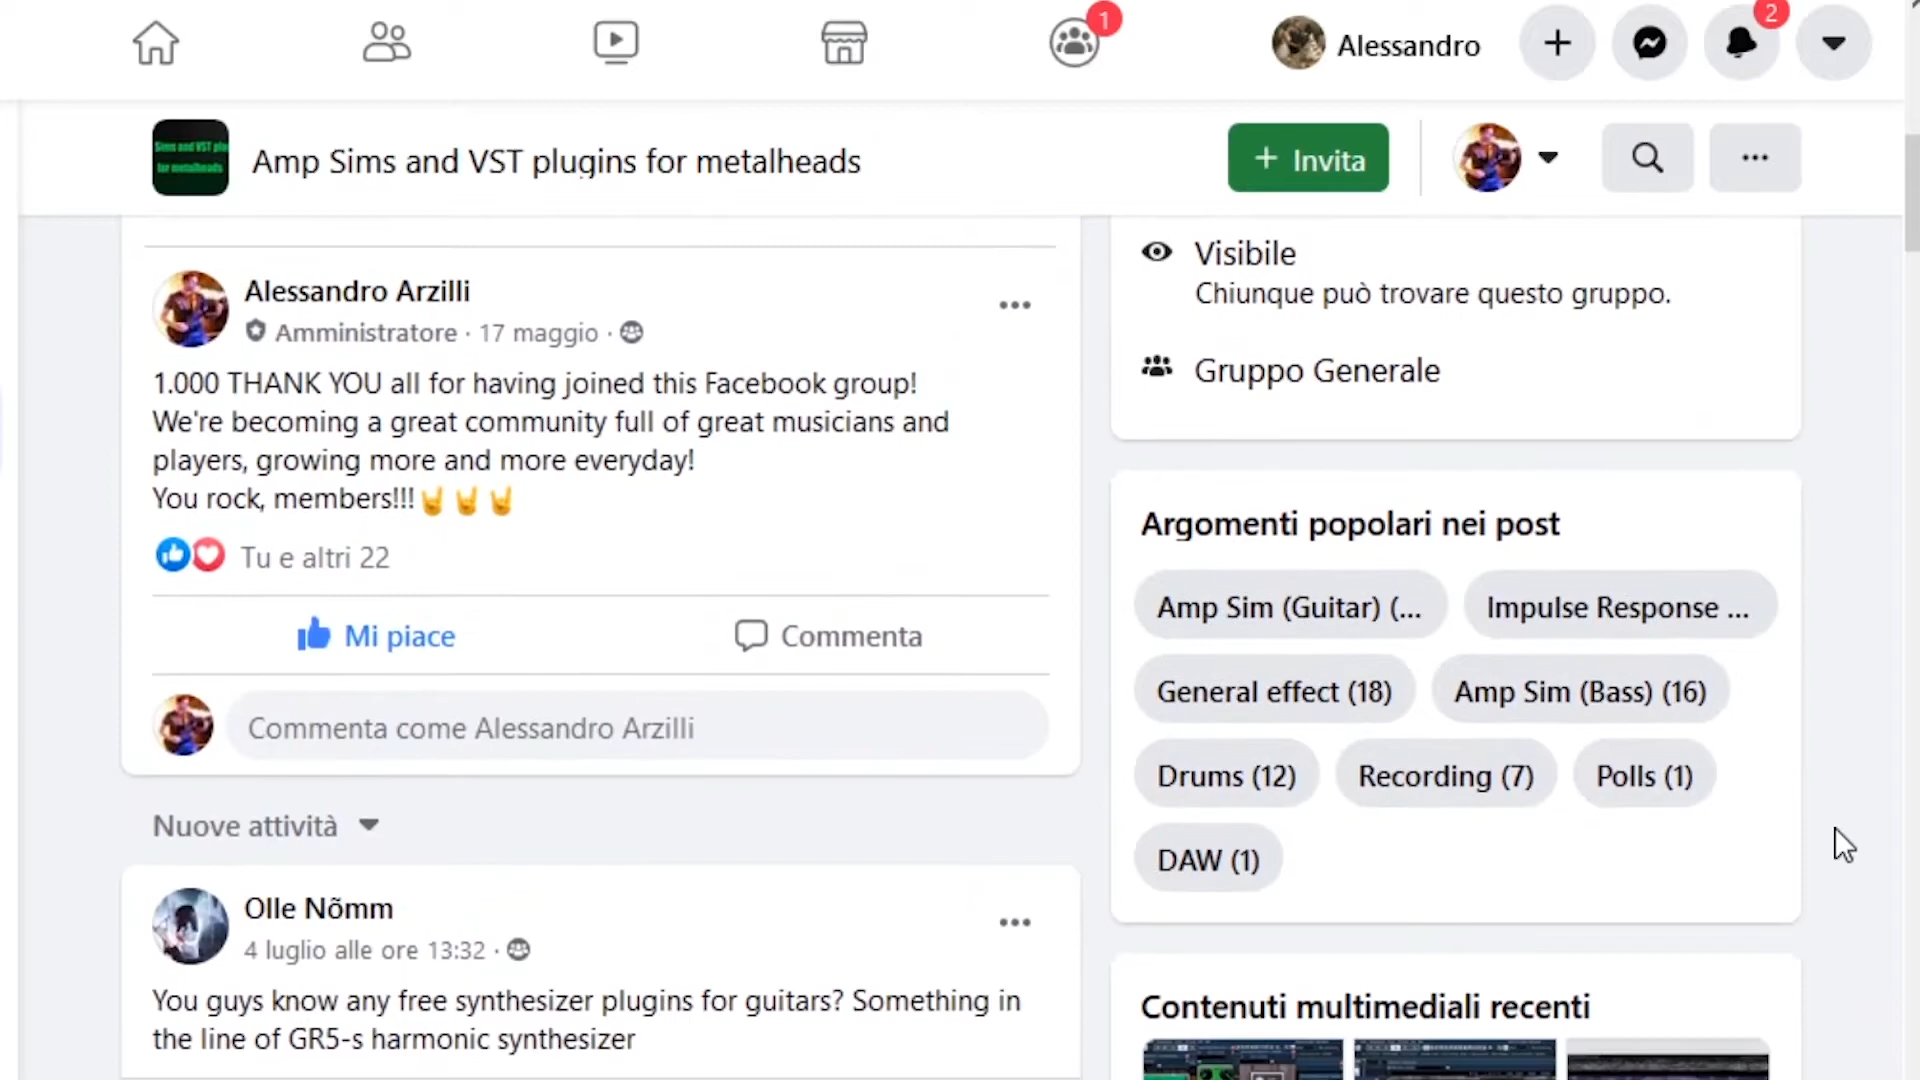 1
Alessandro
2
Sims and VST plu
for metalheads
Amp Sims and VST plugins for metalheads
+ Invita
Alessandro Arzilli
Amministratore · 17 maggio ·
1.000 THANK YOU all for having joined this Facebook group!
We're becoming a great community full of great musicians and
players, growing more and more everyday!
You rock, members!!!🤘🤘🤘
Tu e altri 22
Mi piace
Commenta
Commenta come Alessandro Arzilli
Nuove attività
Olle Nõmm
4 luglio alle ore 13:32 ·
You guys know any free synthesizer plugins for guitars? Something in
the line of GR5-s harmonic synthesizer
Visibile
Chiunque può trovare questo gruppo.
Gruppo Generale
Argomenti popolari nei post
Amp Sim (Guitar) (...
Impulse Response ...
General effect (18)
Amp Sim (Bass) (16)
Drums (12)
Recording (7)
Polls (1)
DAW (1)
Contenuti multimediali recenti